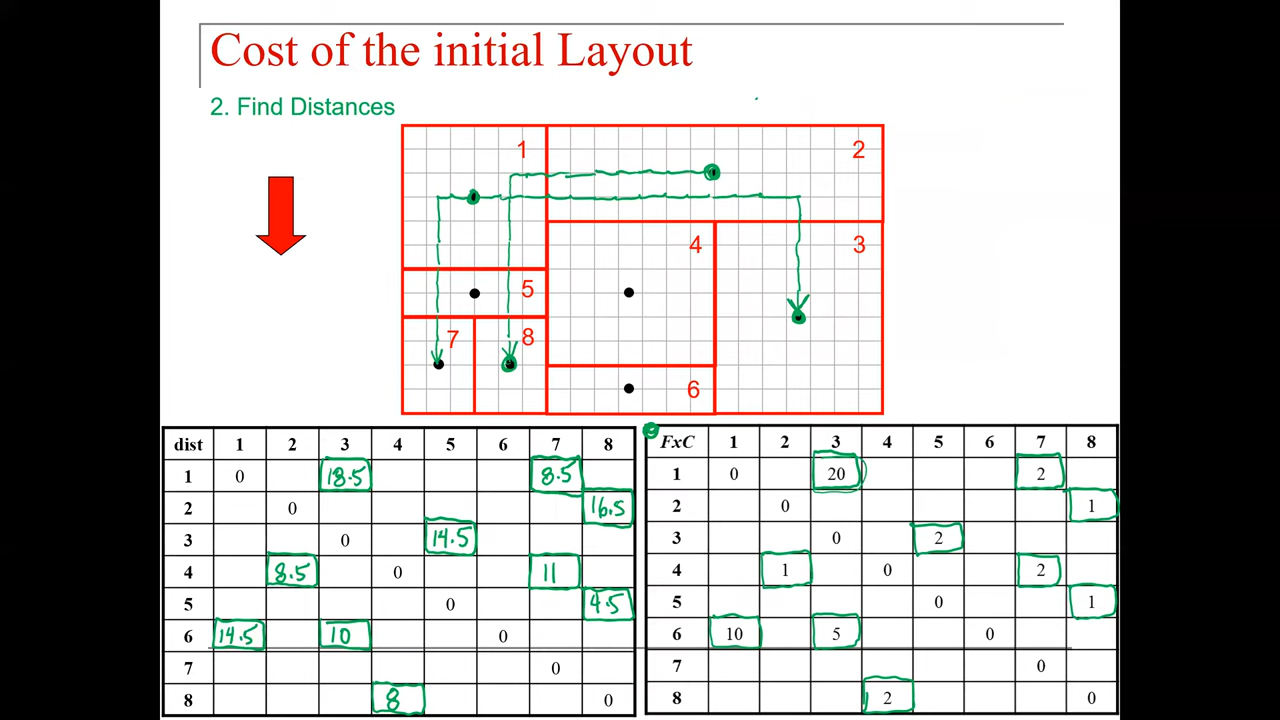 Cost of the initial Layout
2. Find Distances
1 2
4 3
5
7 8
6
dist 1 2 3 4 5 6 7 8
1 0 18.5 8.5
2 0 16.5
3 0 14.5
4 8.5 0 11
5 0 4.5
6 14.5 10 0
7 0
8 8 0
FxC 1 2 3 4 5 6 7 8
1 0 20 2
2 0 1
3 0 2
4 1 0 2
5 0 1
6 10 5 0
7 0
8 2 0